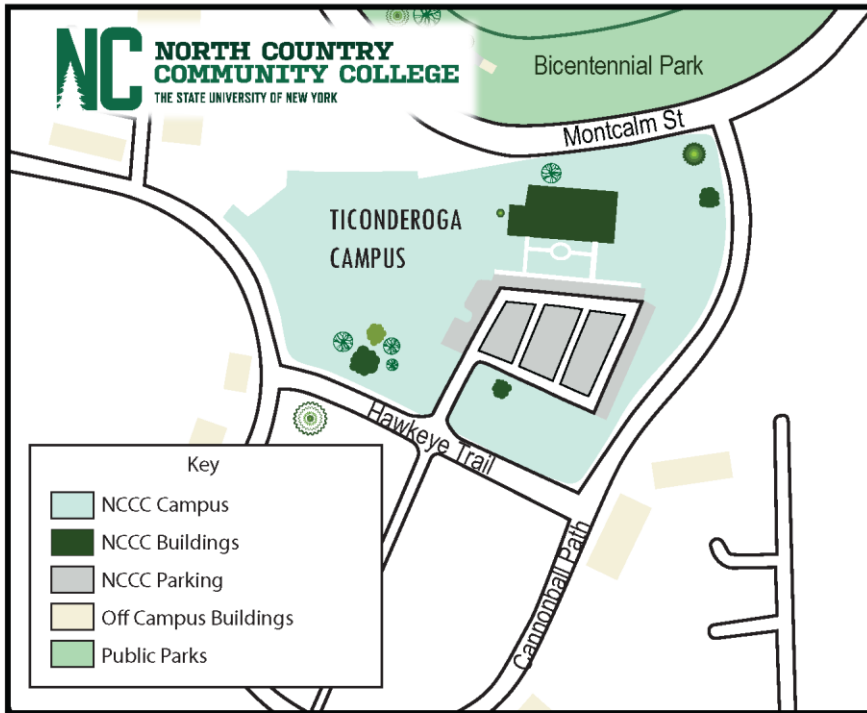 NC NORTH COUNTRY
COMMUNITY COLLEGE
THE STATE UNIVERSITY OF NEW YORK
Bicentennial Park
Montcalm St
TICONDEROGA
CAMPUS
Hawkeye Trail
Cannonball Path
Key
NCCC Campus
NCCC Buildings
NCCC Parking
Off Campus Buildings
Public Parks